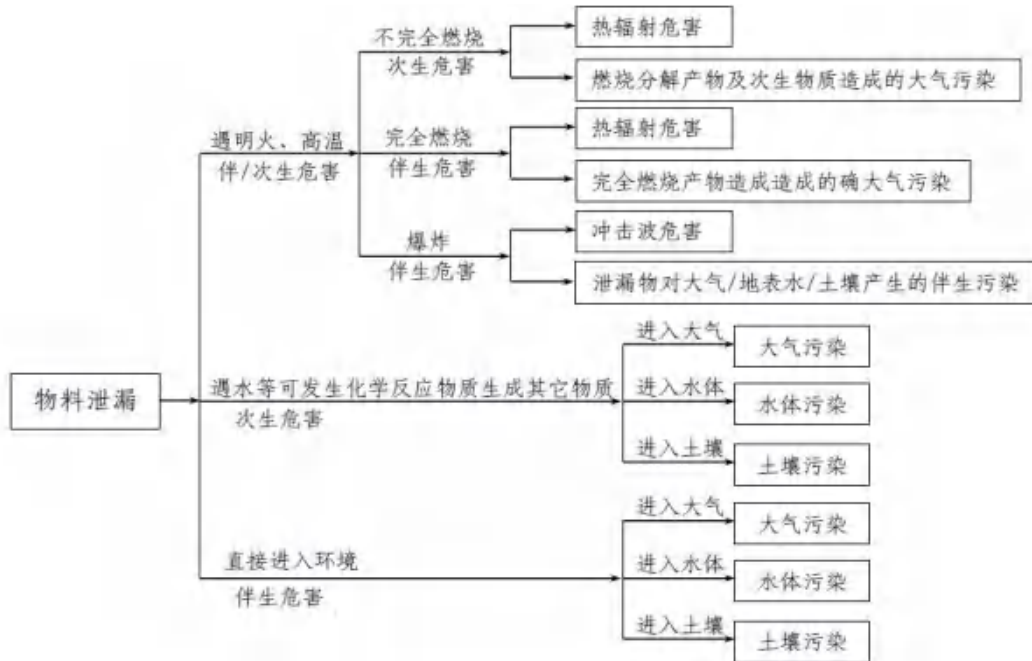 不完全燃烧
次生危害
热辐射危害
燃烧分解产物及次生物质造成的大气污染
遇明火、高温
伴/次生危害
完全燃烧
伴生危害
热辐射危害
完全燃烧产物造成造成的确大气污染
爆炸
伴生危害
冲击波危害
泄漏物对大气/地表水/土壤产生的伴生污染
物料泄漏
遇水等可发生化学反应物质生成其它物质
次生危害
进入大气
大气污染
进入水体
水体污染
进入土壤
土壤污染
直接进入环境
伴生危害
进入大气
大气污染
进入水体
水体污染
进入土壤
土壤污染